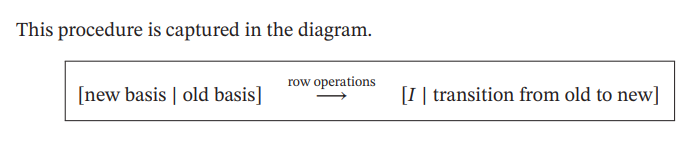 This procedure is captured in the diagram.
[new basis | old basis] row operations ⟶ [I | transition from old to new]